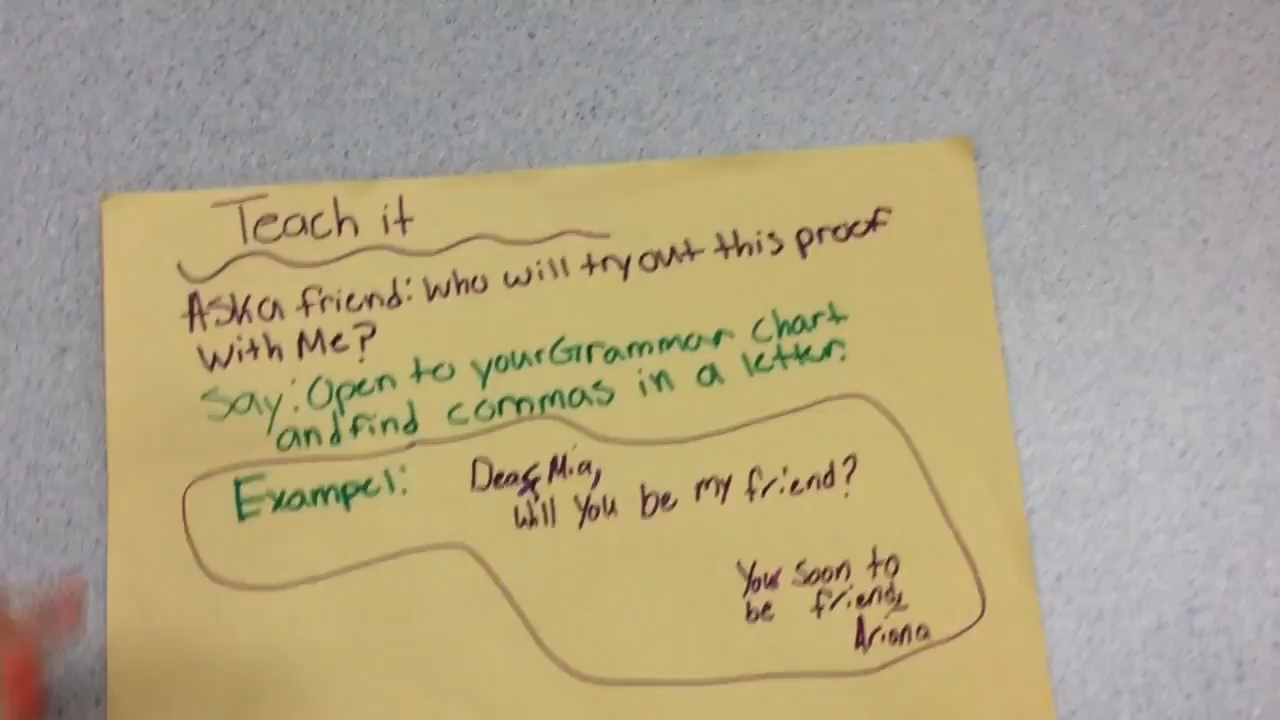 Teach it
Ask a friend: Who will try out this proof
With Me?
Say: Open to your Grammar Chart
and find commas in a letter.
Exampel:
Dear Mia,
Will you be my friend?
Your soon to
be friend,
Ariana